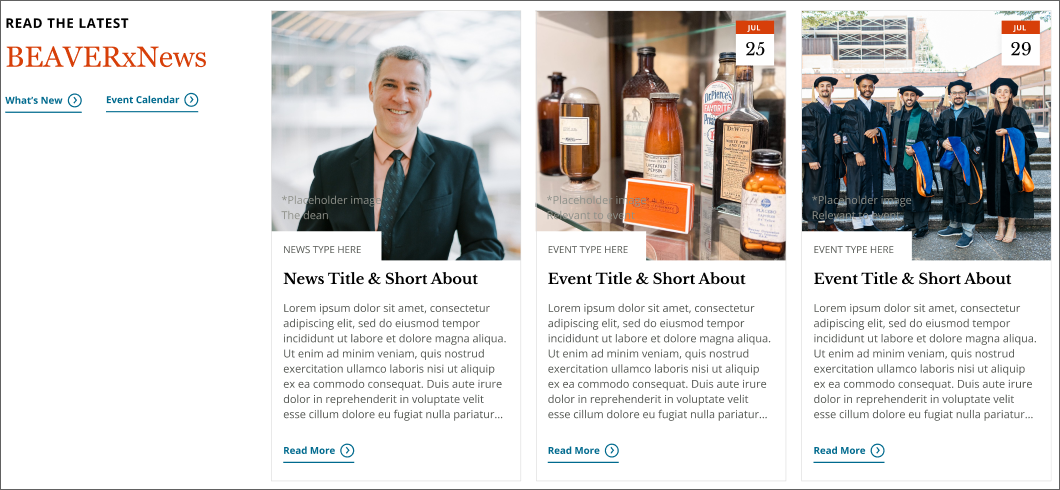 READ THE LATEST
BEAVERxNews
What's New
Event Calendar
*Placeholder image
The dean
NEWS TYPE HERE
News Title & Short About
Lorem ipsum dolor sit amet, consectetur
adipiscing elit, sed do eiusmod tempor
incididunt ut labore et dolore magna aliqua.
Ut enim ad minim veniam, quis nostrud
exercitation ullamco laboris nisi ut aliquip
ex ea commodo consequat. Duis aute irure
dolor in reprehenderit in voluptate velit
esse cillum dolore eu fugiat nulla pariatur...
Read More
JUL
25
Dr PIERCE'S
FAVORITE
*Placeholder image
Relevant to event
EVENT TYPE HERE
Event Title & Short About
Lorem ipsum dolor sit amet, consectetur
adipiscing elit, sed do eiusmod tempor
incididunt ut labore et dolore magna aliqua.
Ut enim ad minim veniam, quis nostrud
exercitation ullamco laboris nisi ut aliquip
ex ea commodo consequat. Duis aute irure
dolor in reprehenderit in voluptate velit
esse cillum dolore eu fugiat nulla pariatur...
Read More
JUL
29
*Placeholder image
Relevant to event
EVENT TYPE HERE
Event Title & Short About
Lorem ipsum dolor sit amet, consectetur
adipiscing elit, sed do eiusmod tempor
incididunt ut labore et dolore magna aliqua.
Ut enim ad minim veniam, quis nostrud
exercitation ullamco laboris nisi ut aliquip
ex ea commodo consequat. Duis aute irure
dolor in reprehenderit in voluptate velit
esse cillum dolore eu fugiat nulla pariatur...
Read More